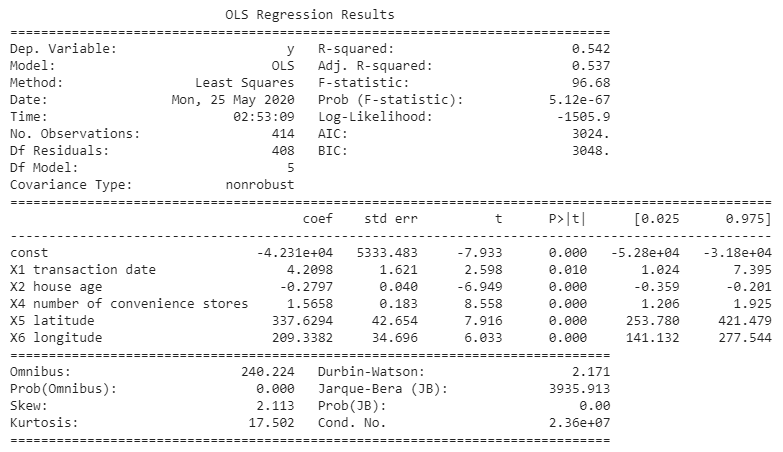 OLS Regression Results
==============================================================================
Dep. Variable:                      y   R-squared:                       0.542
Model:                            OLS   Adj. R-squared:                  0.537
Method:                 Least Squares   F-statistic:                     96.68
Date:                Mon, 25 May 2020   Prob (F-statistic):           5.12e-67
Time:                        02:53:09   Log-Likelihood:                -1505.9
No. Observations:                 414   AIC:                             3024.
Df Residuals:                     408   BIC:                             3048.
Df Model:                           5
Covariance Type:            nonrobust
==========================================================================================================
                                             coef    std err          t      P>|t|      [0.025      0.975]
----------------------------------------------------------------------------------------------------------
const                                  -4.231e+04   5333.483     -7.933      0.000   -5.28e+04   -3.18e+04
X1 transaction date                        4.2098      1.621      2.598      0.010       1.024       7.395
X2 house age                              -0.2797      0.040     -6.949      0.000      -0.359      -0.201
X4 number of convenience stores            1.5658      0.183      8.558      0.000       1.206       1.925
X5 latitude                              337.6294     42.654      7.916      0.000     253.780     421.479
X6 longitude                             209.3382     34.696      6.033      0.000     141.132     277.544
==============================================================================
Omnibus:                      240.224   Durbin-Watson:                   2.171
Prob(Omnibus):                  0.000   Jarque-Bera (JB):             3935.913
Skew:                           2.113   Prob(JB):                         0.00
Kurtosis:                      17.502   Cond. No.                     2.36e+07
==============================================================================